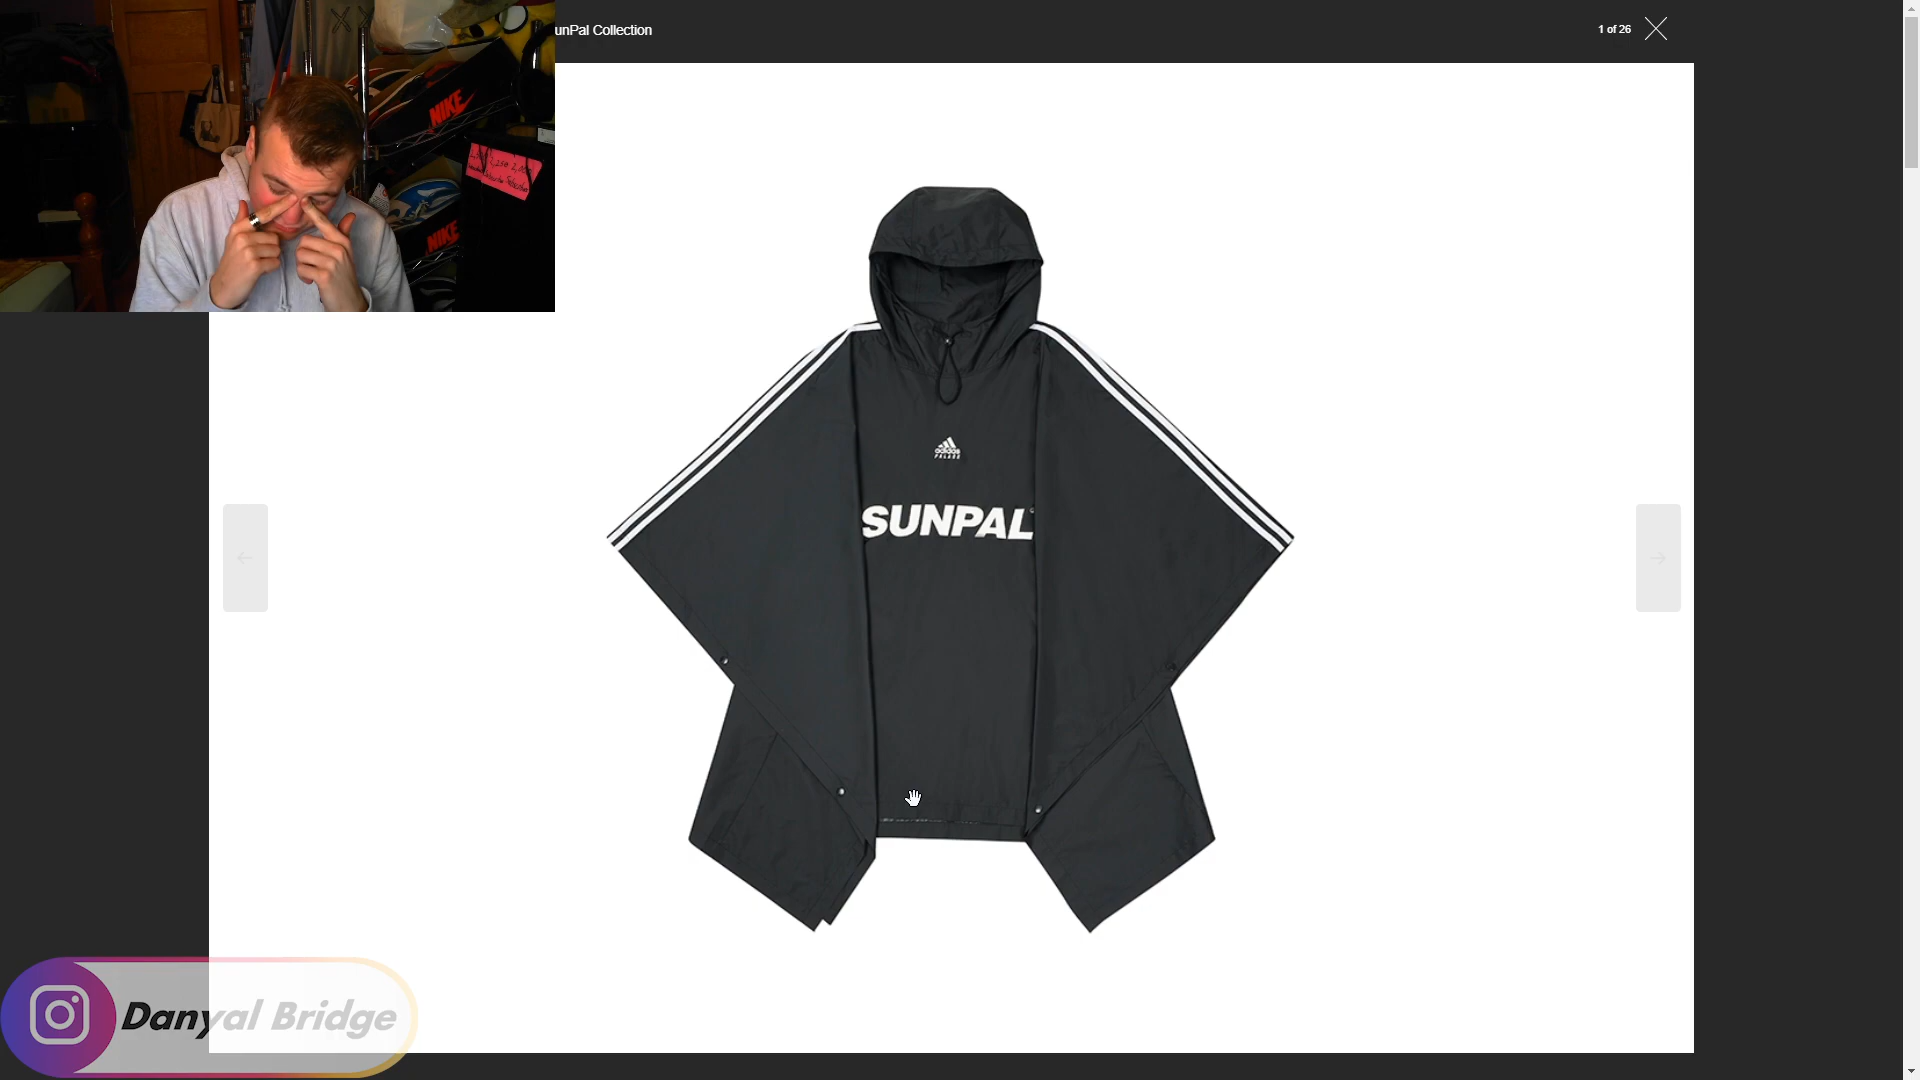 unPal Collection
1 of 26
NIKE
NIKE
adidas
PALACE
SUNPAL
Danyal Bridge